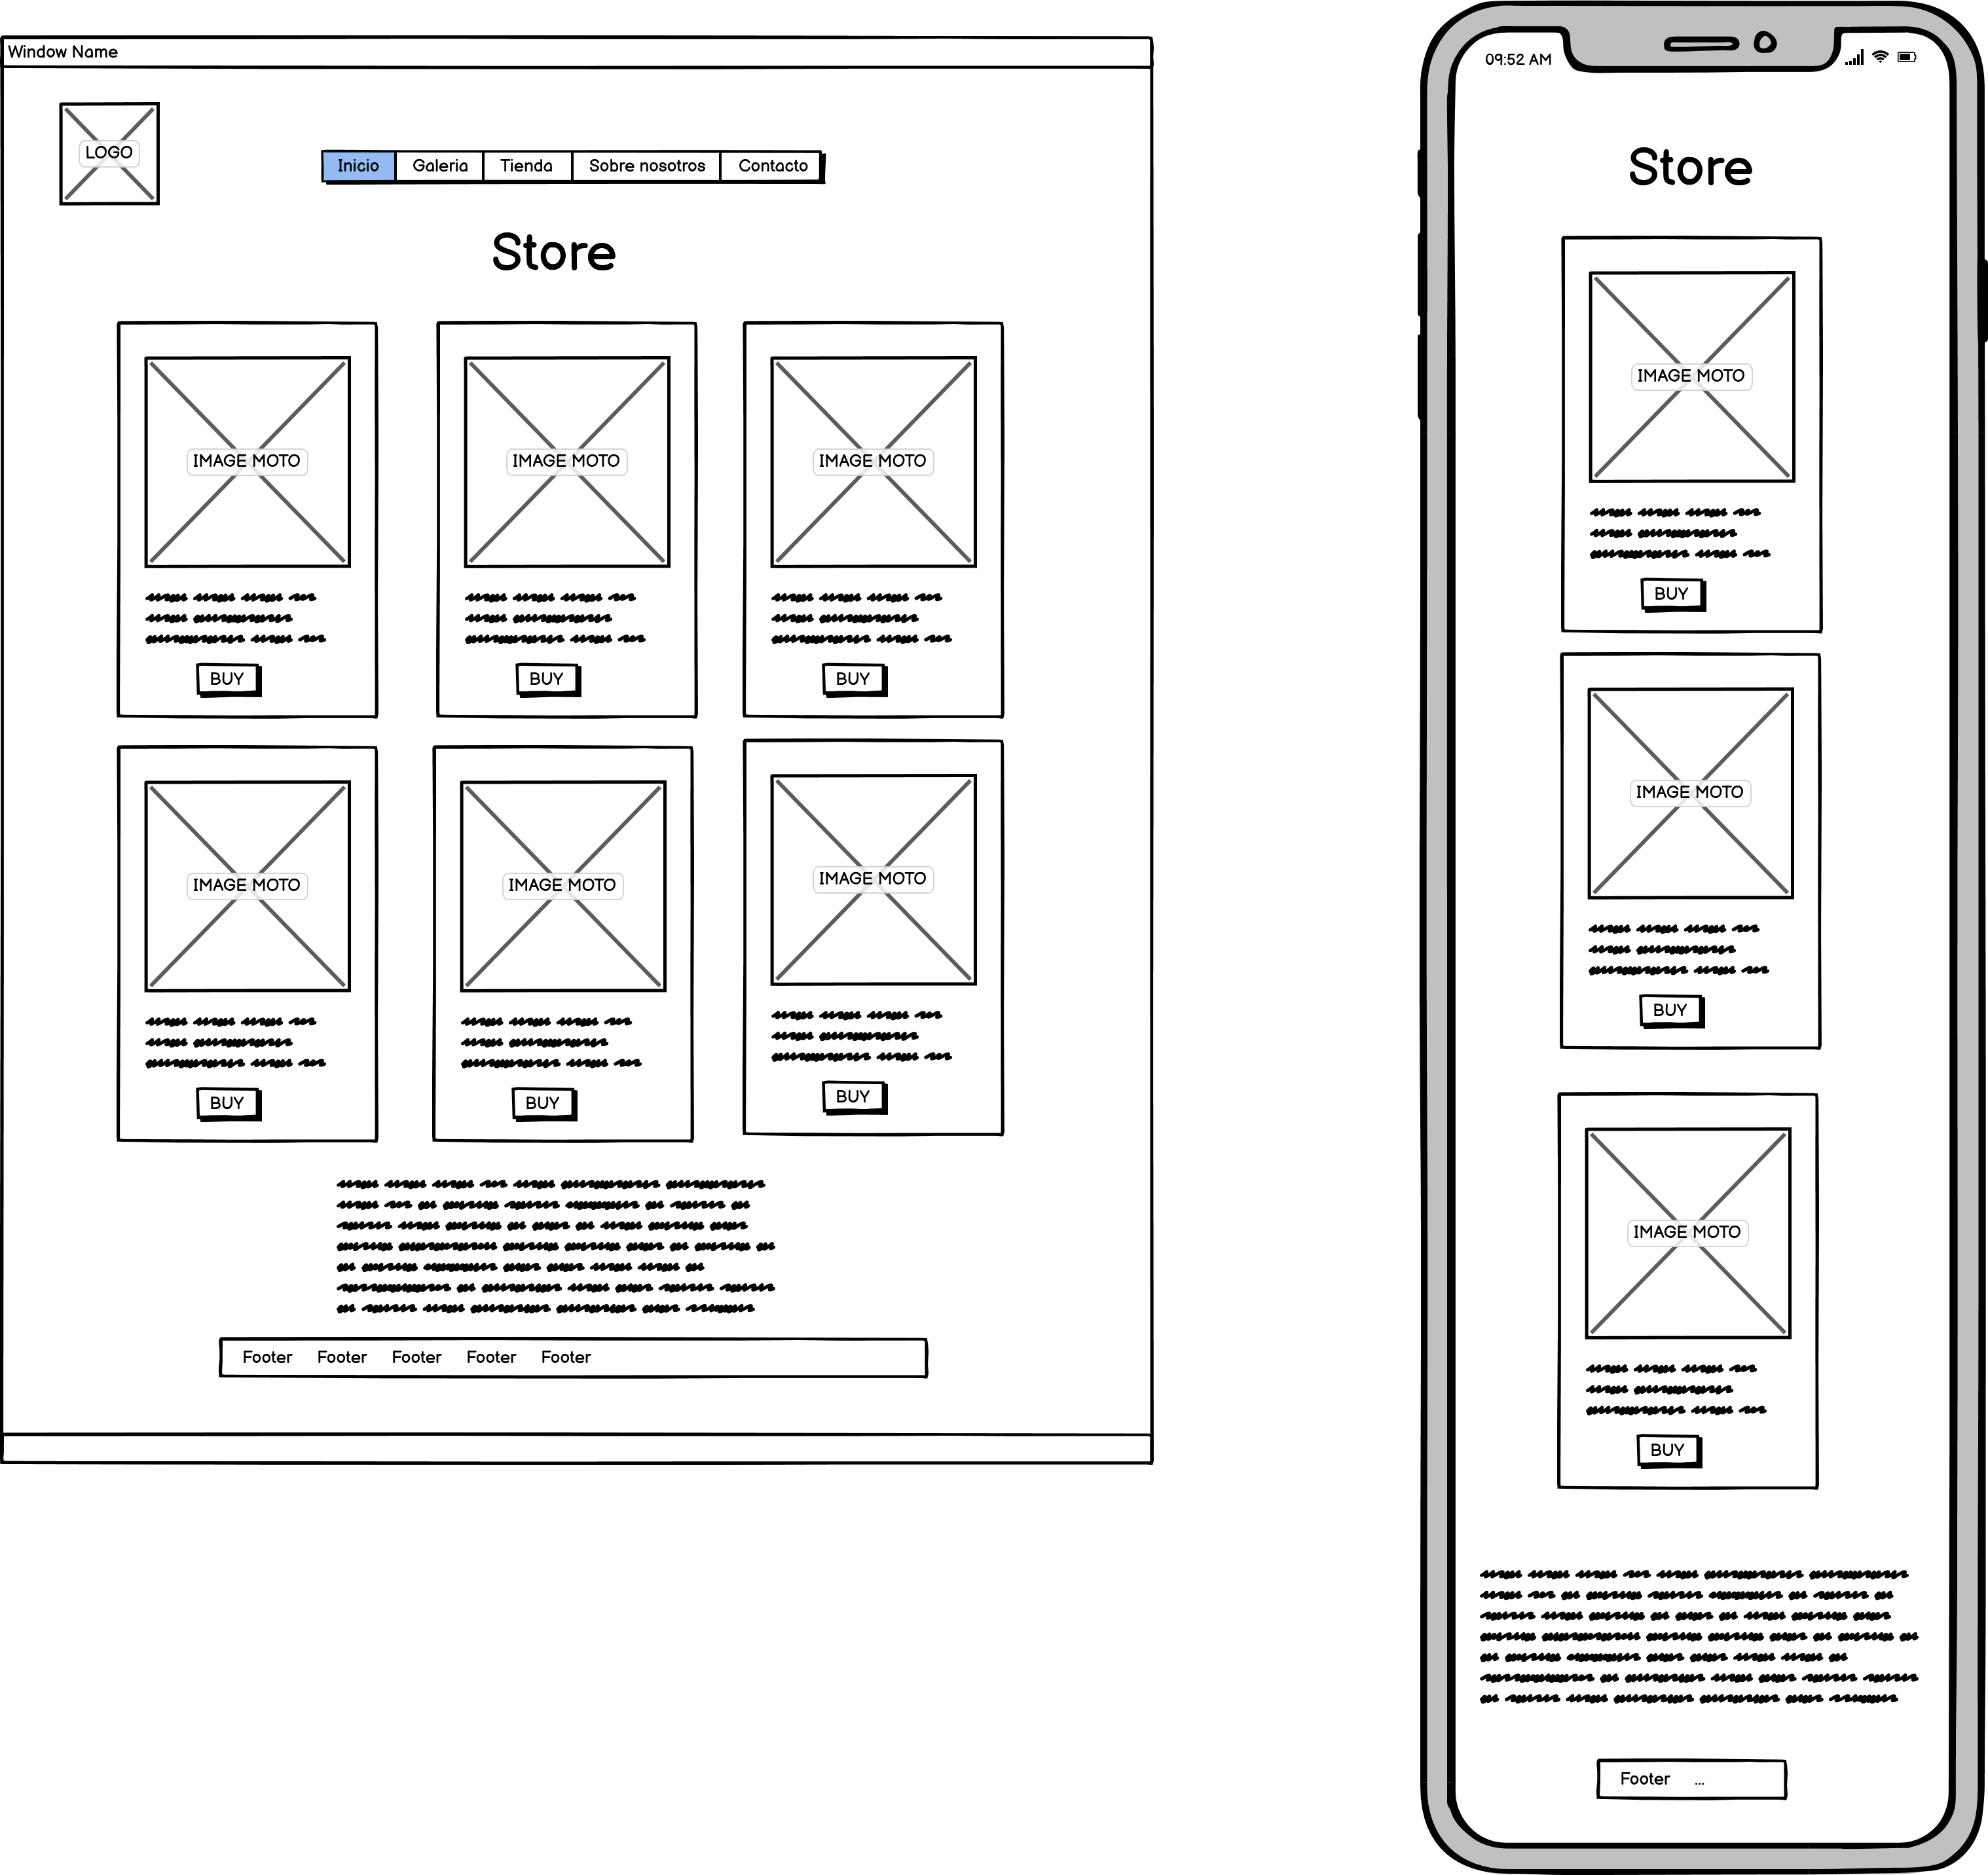 Window Name
LOGO
Inicio Galeria Tienda Sobre nosotros Contacto
Store
IMAGE MOTO IMAGE MOTO IMAGE MOTO
BUY BUY BUY
IMAGE MOTO IMAGE MOTO IMAGE MOTO
BUY BUY BUY
Footer Footer Footer Footer Footer
09:52 AM
Store
IMAGE MOTO
BUY
IMAGE MOTO
BUY
IMAGE MOTO
BUY
Footer ...